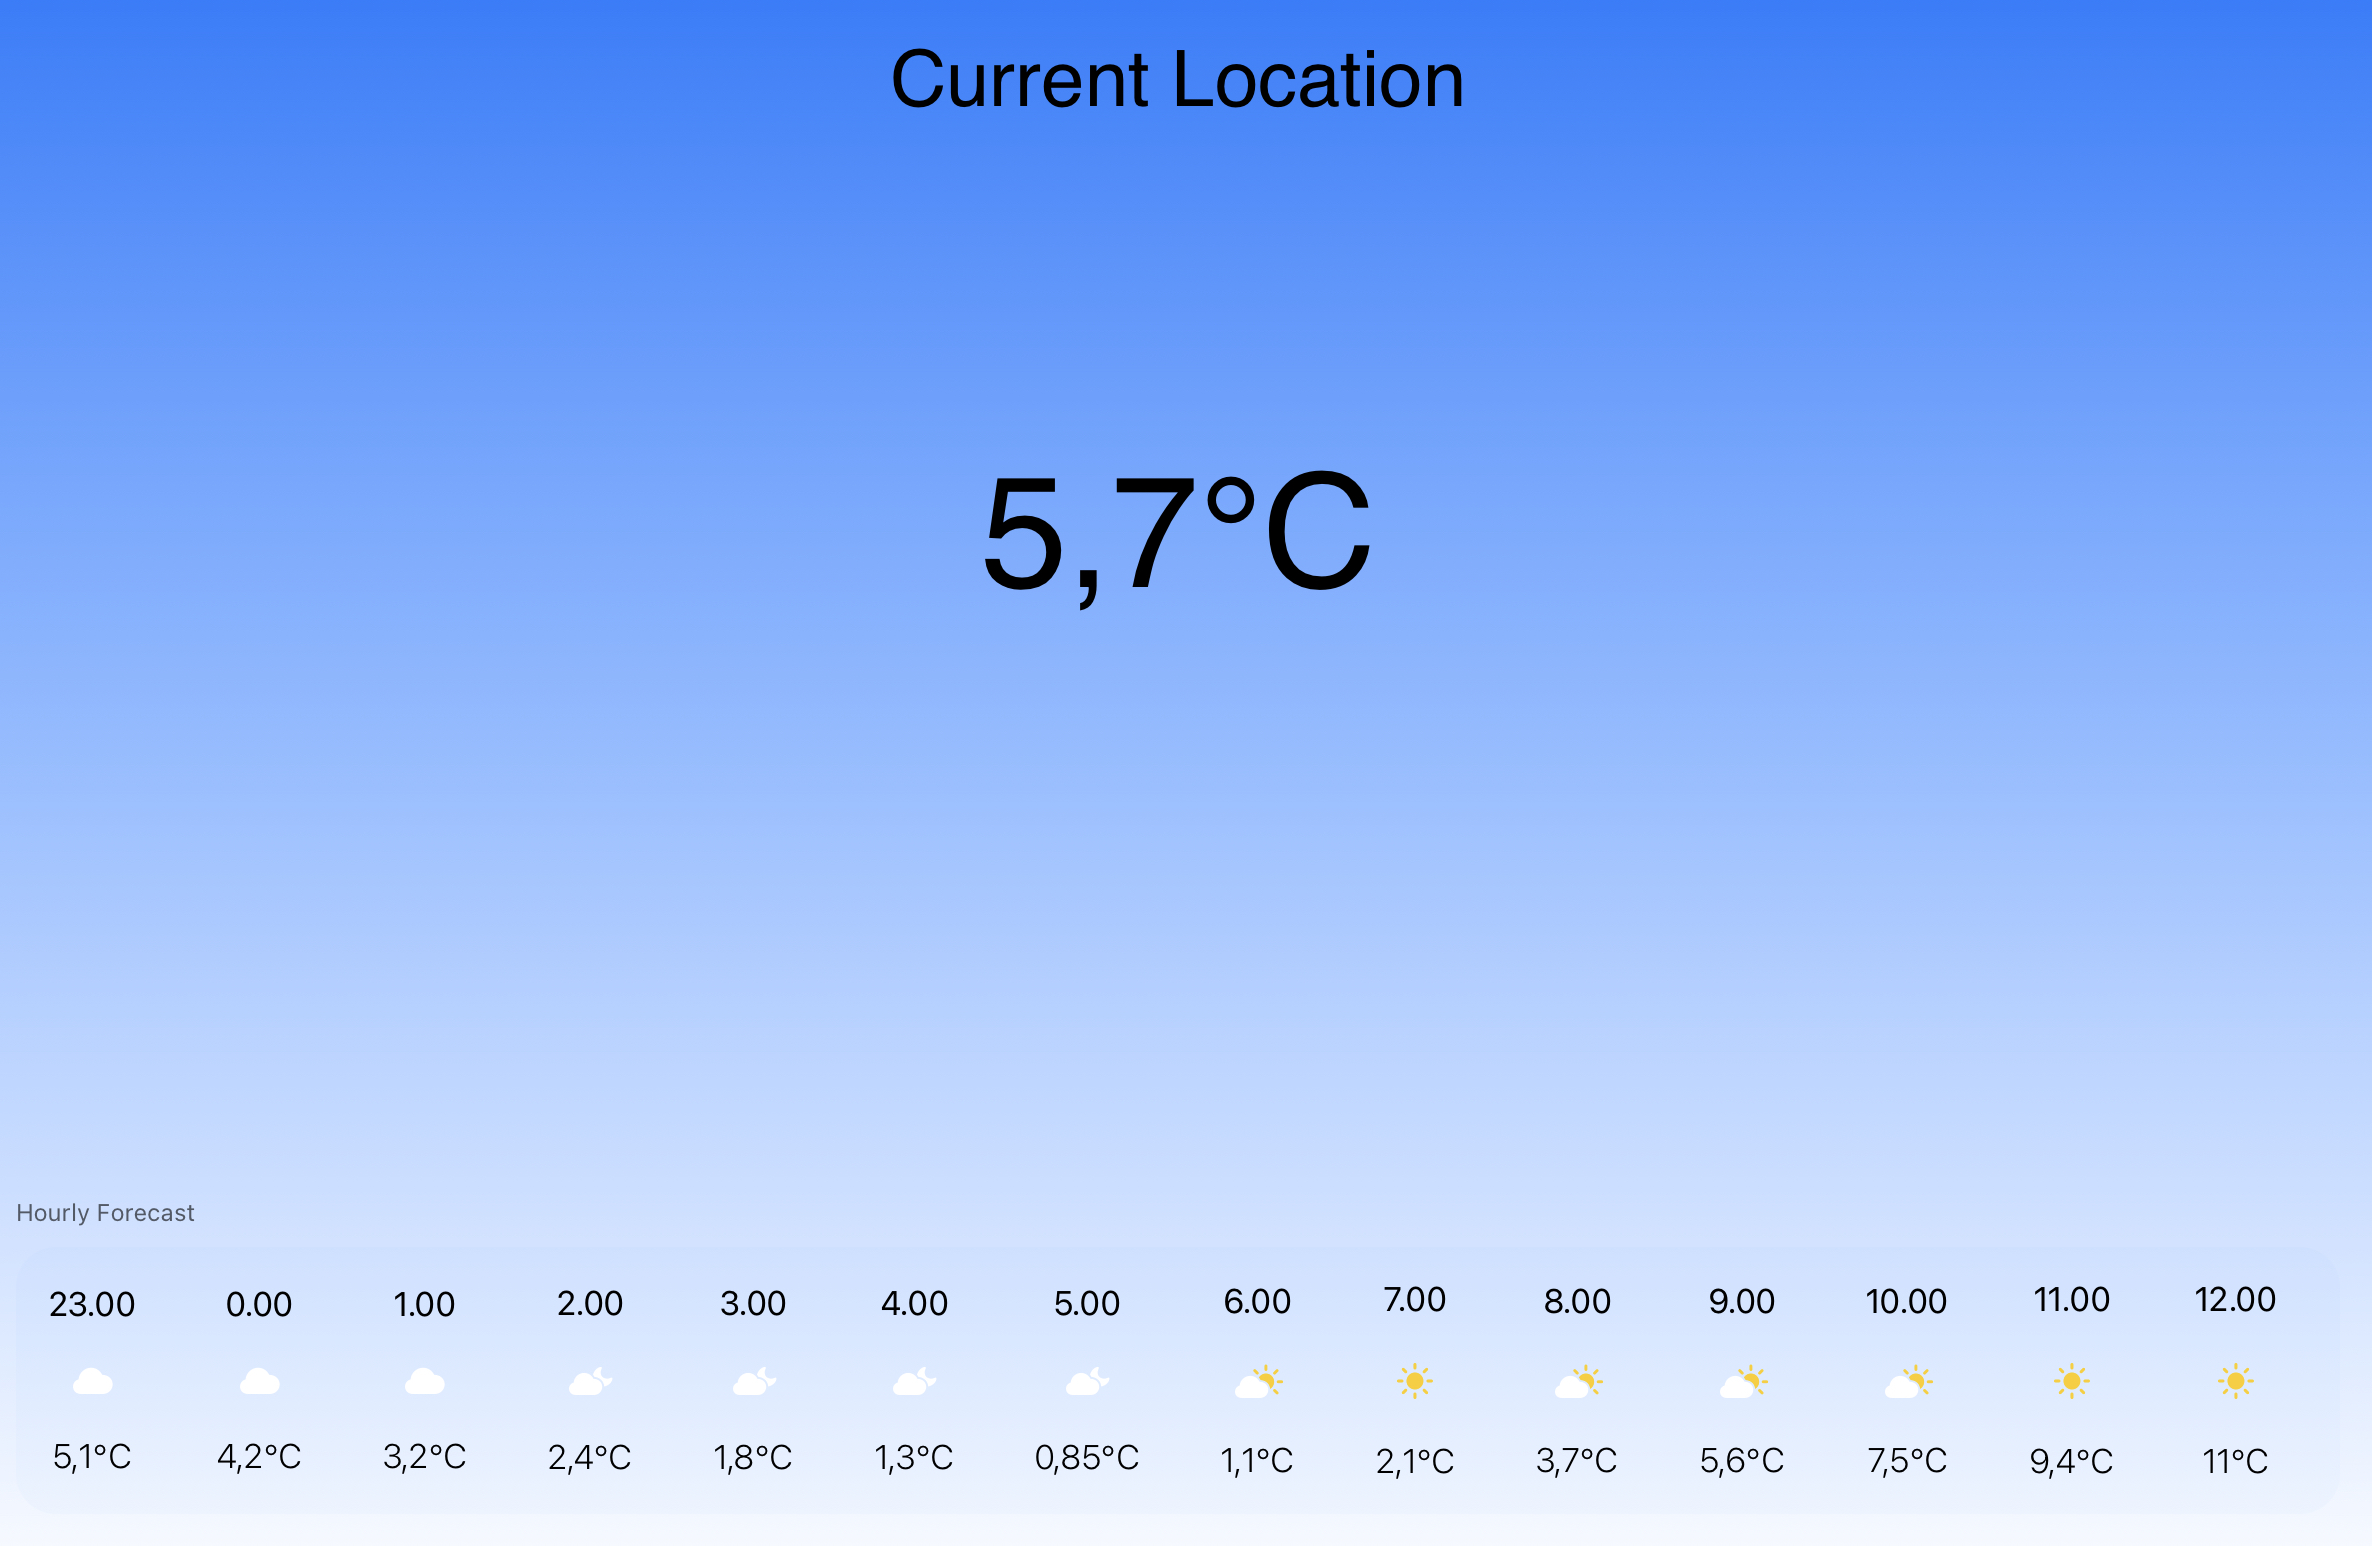 Current Location
5,7°C
Hourly Forecast
23.00 0.00 1.00 2.00 3.00 4.00 5.00 6.00 7.00 8.00 9.00 10.00 11.00 12.00
5,1°C 4,2°C 3,2°C 2,4°C 1,8°C 1,3°C 0,85°C 1,1°C 2,1°C 3,7°C 5,6°C 7,5°C 9,4°C 11°C